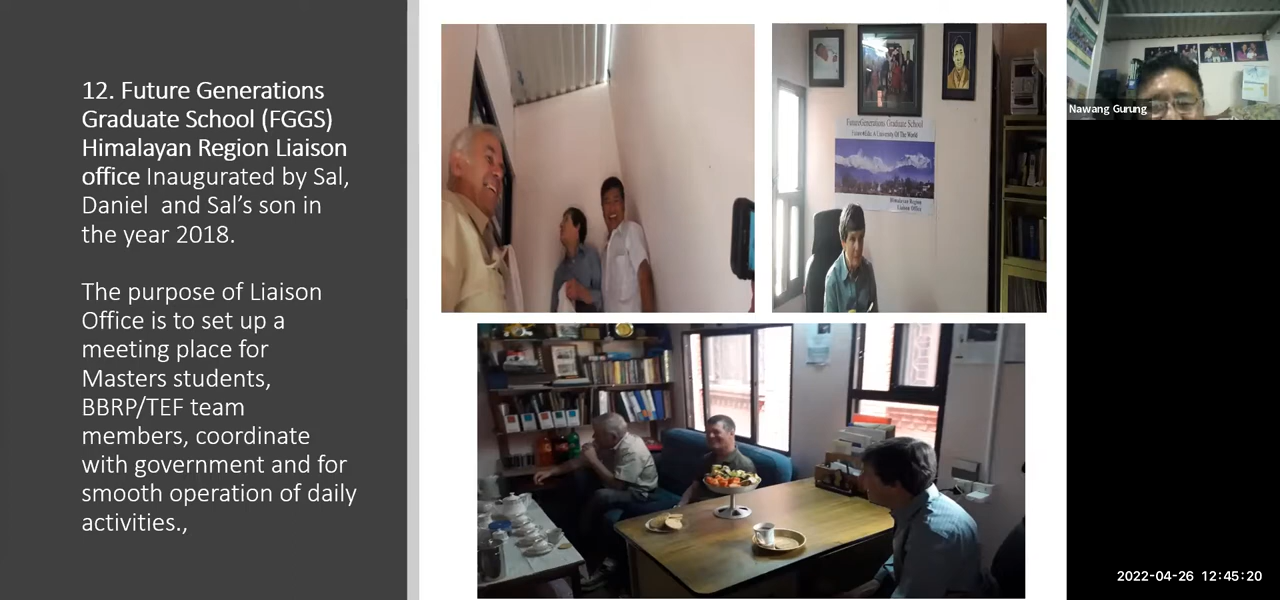 12. Future Generations
Graduate School (FGGS)
Himalayan Region Liaison
office Inaugurated by Sal,
Daniel  and Sal’s son in
the year 2018.
The purpose of Liaison
Office is to set up a
meeting place for
Masters students,
BBRP/TEF team
members, coordinate
with government and for
smooth operation of daily
activities.,
FutureGenerations Graduate School
Himalayan Region
Liaison Office
Nawang Gurung
2022-04-26 12:45:20